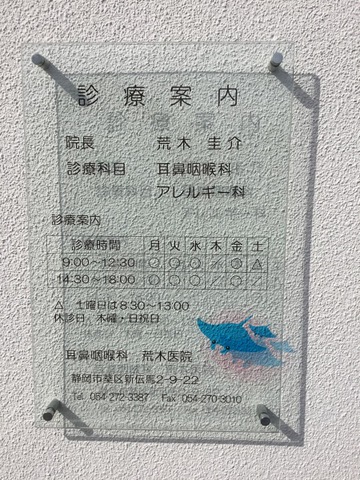 診療案内
院長 荒木 圭介
診療科目 耳鼻咽喉科
アレルギー科
診療案内
診療時間 月 火 水 木 金 土
9:00〜12:30 ○ ○ ○ ／ ○ △
14:30〜18:00 ○ ○ ○ ／ ○ ／
△ 土曜日は8:30〜13:00
休診日 木曜・日祝日
耳鼻咽喉科 荒木医院
静岡市葵区新伝馬2-9-22
Tel. 054-272-3387 Fax 054-270-3010